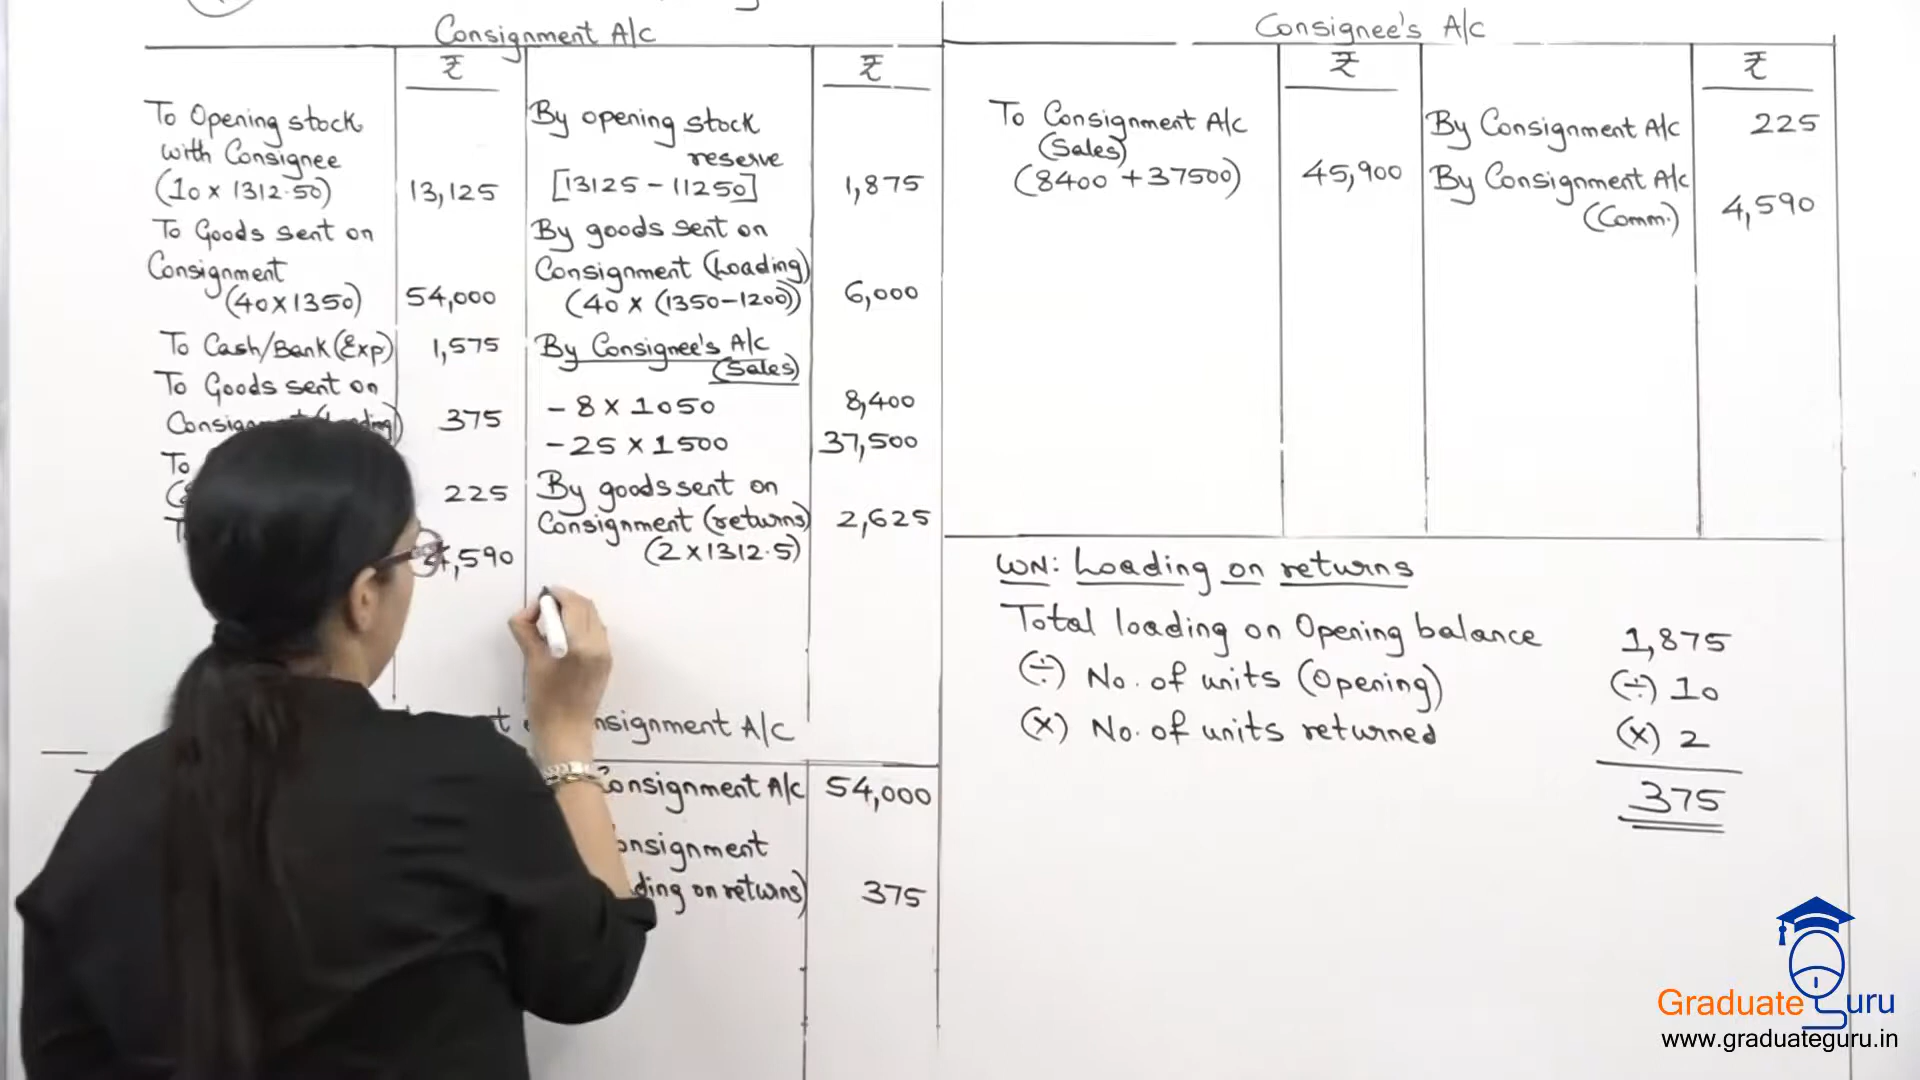 Consignment A/c
₹
₹
To Opening stock
with Consignee
(10 x 1312.50)
13,125
To Goods sent on
Consignment
(40 x 1350)
54,000
To Cash/Bank (Exp)
1,575
To Goods sent on
375
To
225
4,590
By opening stock
reserve
[13125 - 11250]
1,875
By goods sent on
Consignment (Loading)
(40 x (1350-1200))
6,000
By Consignee's A/c
(Sales)
- 8 x 1050
8,400
- 25 x 1500
37,500
By goods sent on
Consignment (returns)
2,625
(2 x 1312.5)
Consignee's A/c
₹
₹
To Consignment A/c
(Sales)
(8400 + 37500)
45,900
By Consignment A/c
225
By Consignment A/c
(Comm.)
4,590
WN: Loading on returns
Total loading on Opening balance 1,875
(÷) No. of units (Opening) (÷) 10
(x) No. of units returned (x) 2
375
nsignment A/c
Consignment A/c
54,000
onsignment
ding on returns)
375
Graduate Guru
www.graduateguru.in